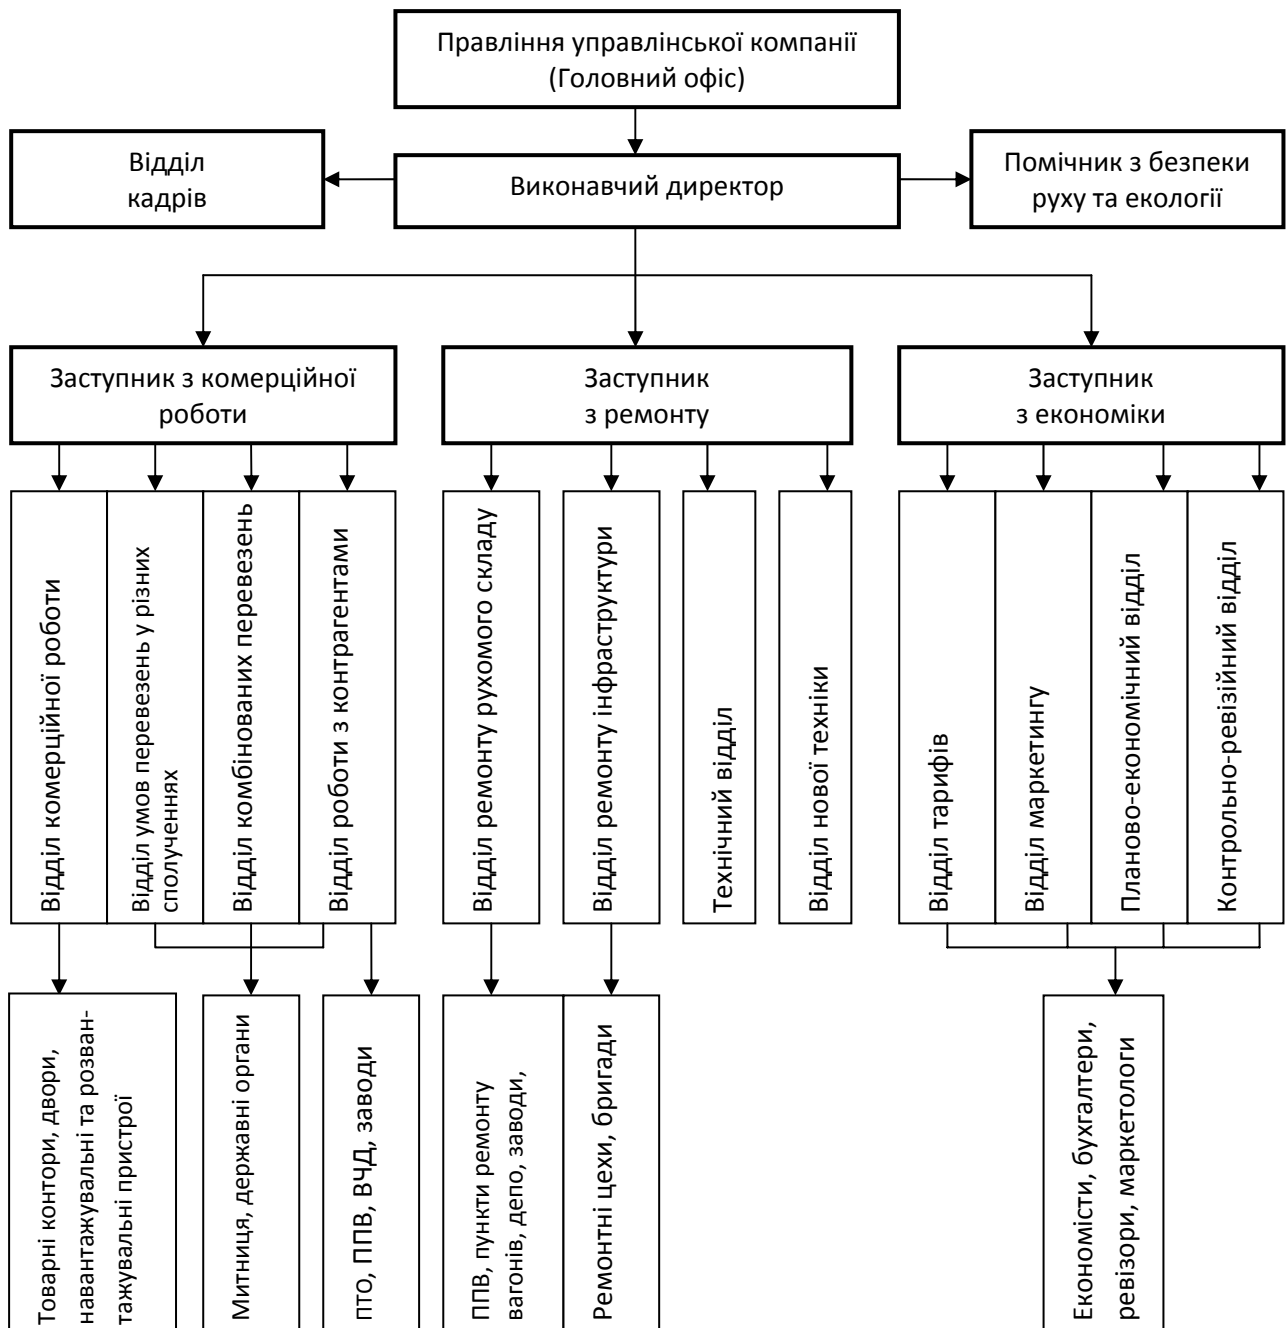 Правління управлінської компанії
(Головний офіс)
Відділ
кадрів
Виконавчий директор
Помічник з безпеки
руху та екології
Заступник з комерційної
роботи
Заступник
з ремонту
Заступник
з економіки
Відділ комерційної роботи
Відділ умов перевезень у різних
сполученнях
Відділ комбінованих перевезень
Відділ роботи з контрагентами
Відділ ремонту рухомого складу
Відділ ремонту інфраструктури
Технічний відділ
Відділ нової техніки
Відділ тарифів
Відділ маркетингу
Планово-економічний відділ
Контрольно-ревізійний відділ
Товарні контори, двори,
навантажувальні та розван-
тажувальні пристрої
Митниця, державні органи
ПТО, ППВ, ВЧД, заводи
ППВ, пункти ремонту
вагонів, депо, заводи,
Ремонтні цехи, бригади
Економісти, бухгалтери,
ревізори, маркетологи